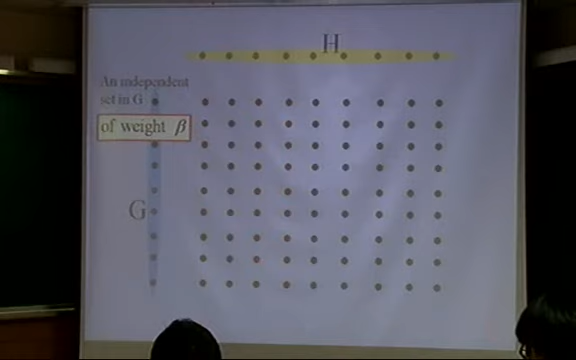 H
An independent
set in G
of weight β
G